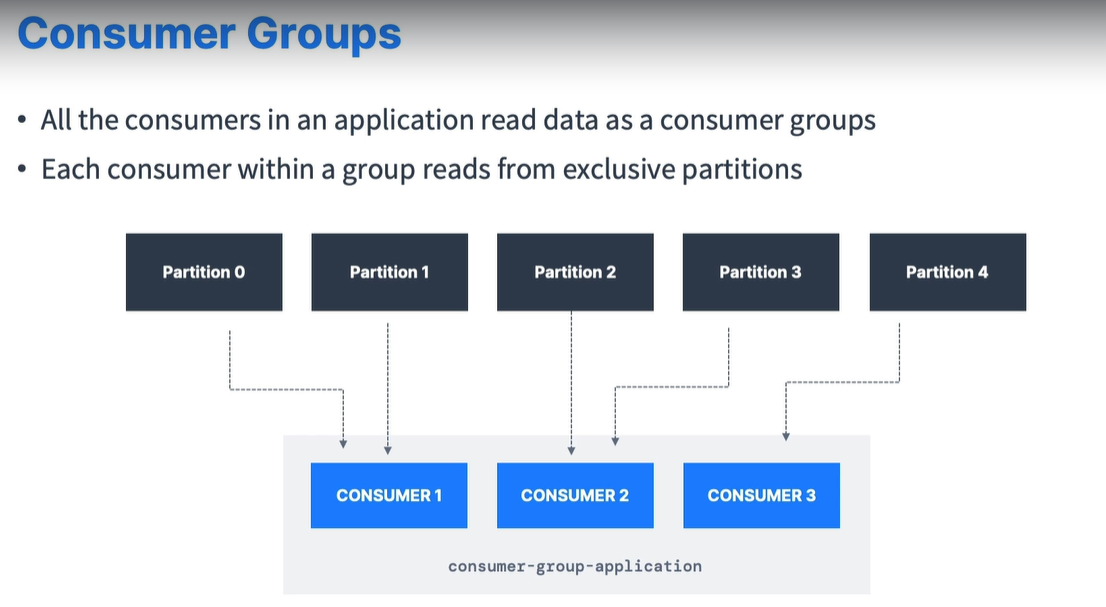 Consumer Groups
• All the consumers in an application read data as a consumer groups
• Each consumer within a group reads from exclusive partitions
Partition 0
Partition 1
Partition 2
Partition 3
Partition 4
CONSUMER 1
CONSUMER 2
CONSUMER 3
consumer-group-application